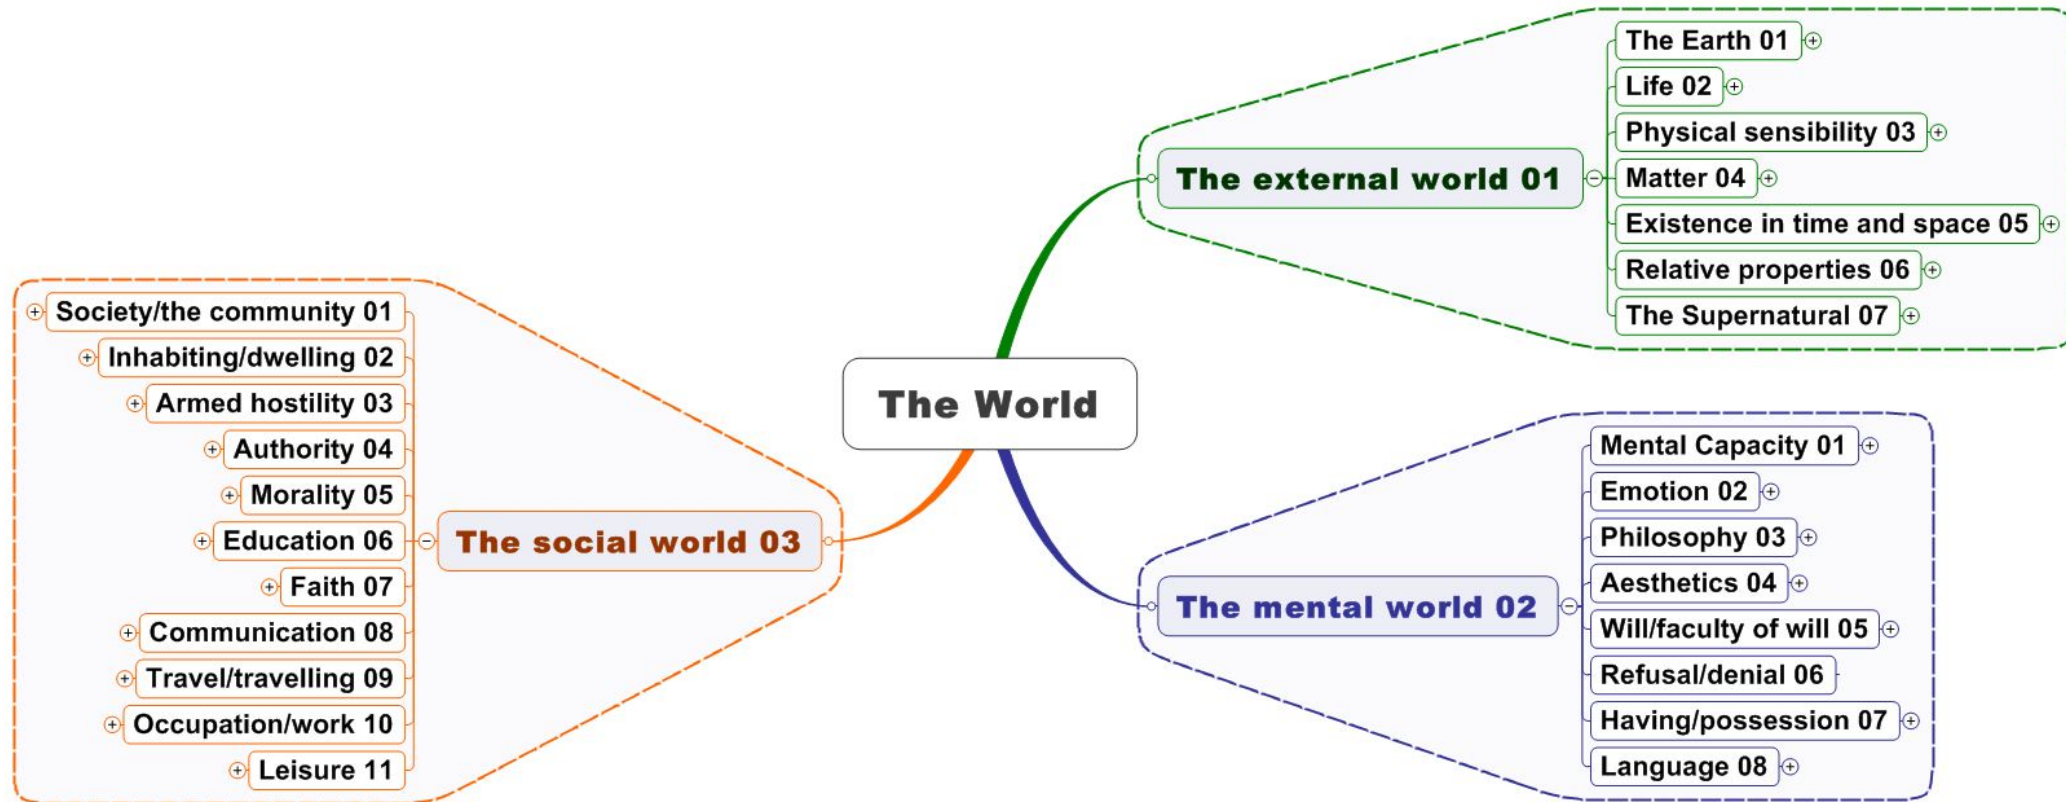 The World
The external world 01
The Earth 01
Life 02
Physical sensibility 03
Matter 04
Existence in time and space 05
Relative properties 06
The Supernatural 07
The mental world 02
Mental Capacity 01
Emotion 02
Philosophy 03
Aesthetics 04
Will/faculty of will 05
Refusal/denial 06
Having/possession 07
Language 08
The social world 03
Society/the community 01
Inhabiting/dwelling 02
Armed hostility 03
Authority 04
Morality 05
Education 06
Faith 07
Communication 08
Travel/travelling 09
Occupation/work 10
Leisure 11